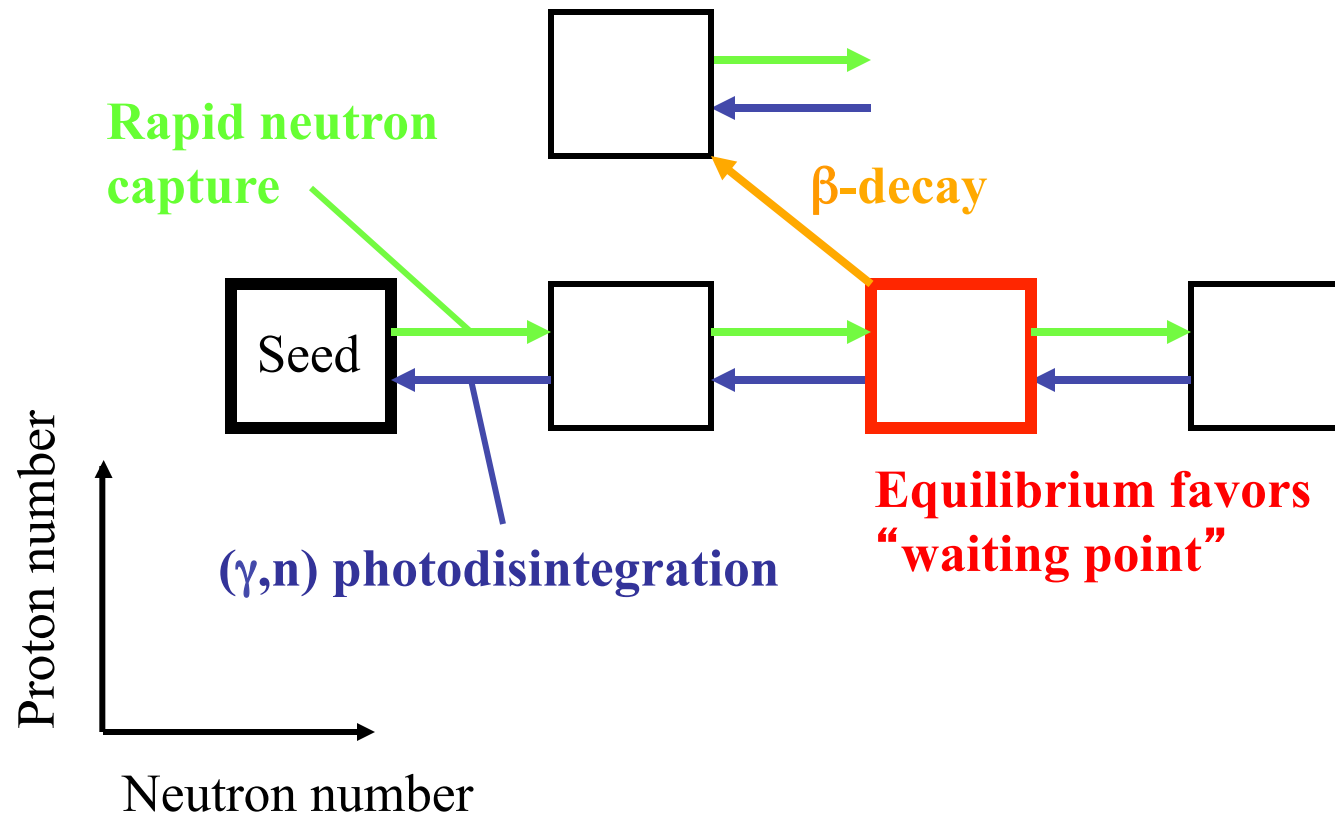 Rapid neutron
capture
β-decay
Seed
Equilibrium favors
“waiting point”
(γ,n) photodisintegration
Proton number
Neutron number